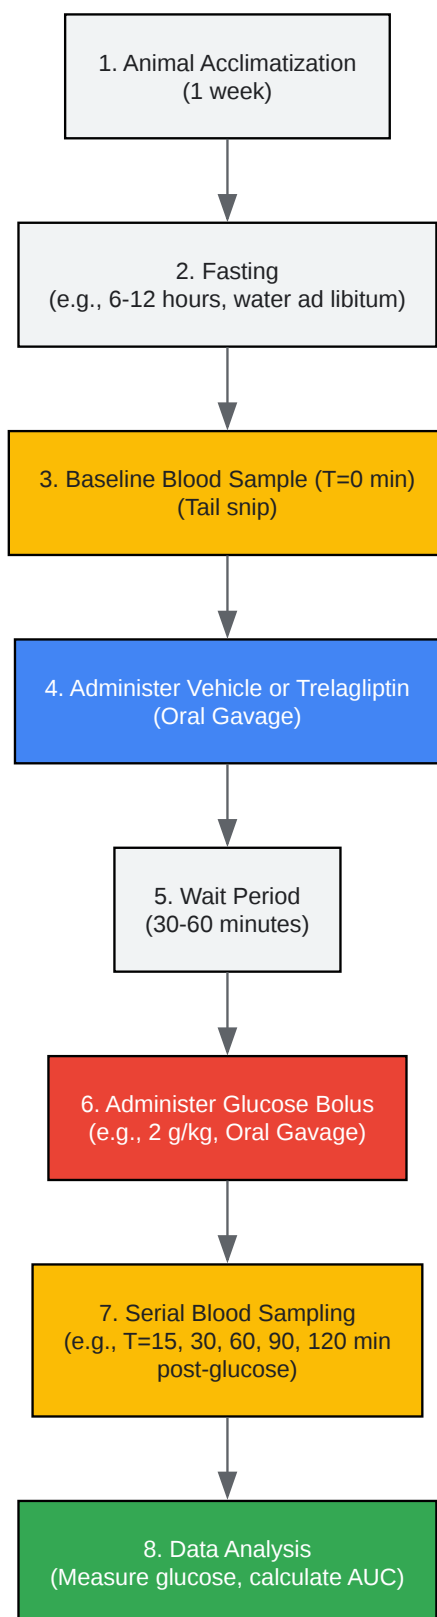 1. Animal Acclimatization
(1 week)
2. Fasting
(e.g., 6-12 hours, water ad libitum)
3. Baseline Blood Sample (T=0 min)
(Tail snip)
4. Administer Vehicle or Trelagliptin
(Oral Gavage)
5. Wait Period
(30-60 minutes)
6. Administer Glucose Bolus
(e.g., 2 g/kg, Oral Gavage)
7. Serial Blood Sampling
(e.g., T=15, 30, 60, 90, 120 min
post-glucose)
8. Data Analysis
(Measure glucose, calculate AUC)